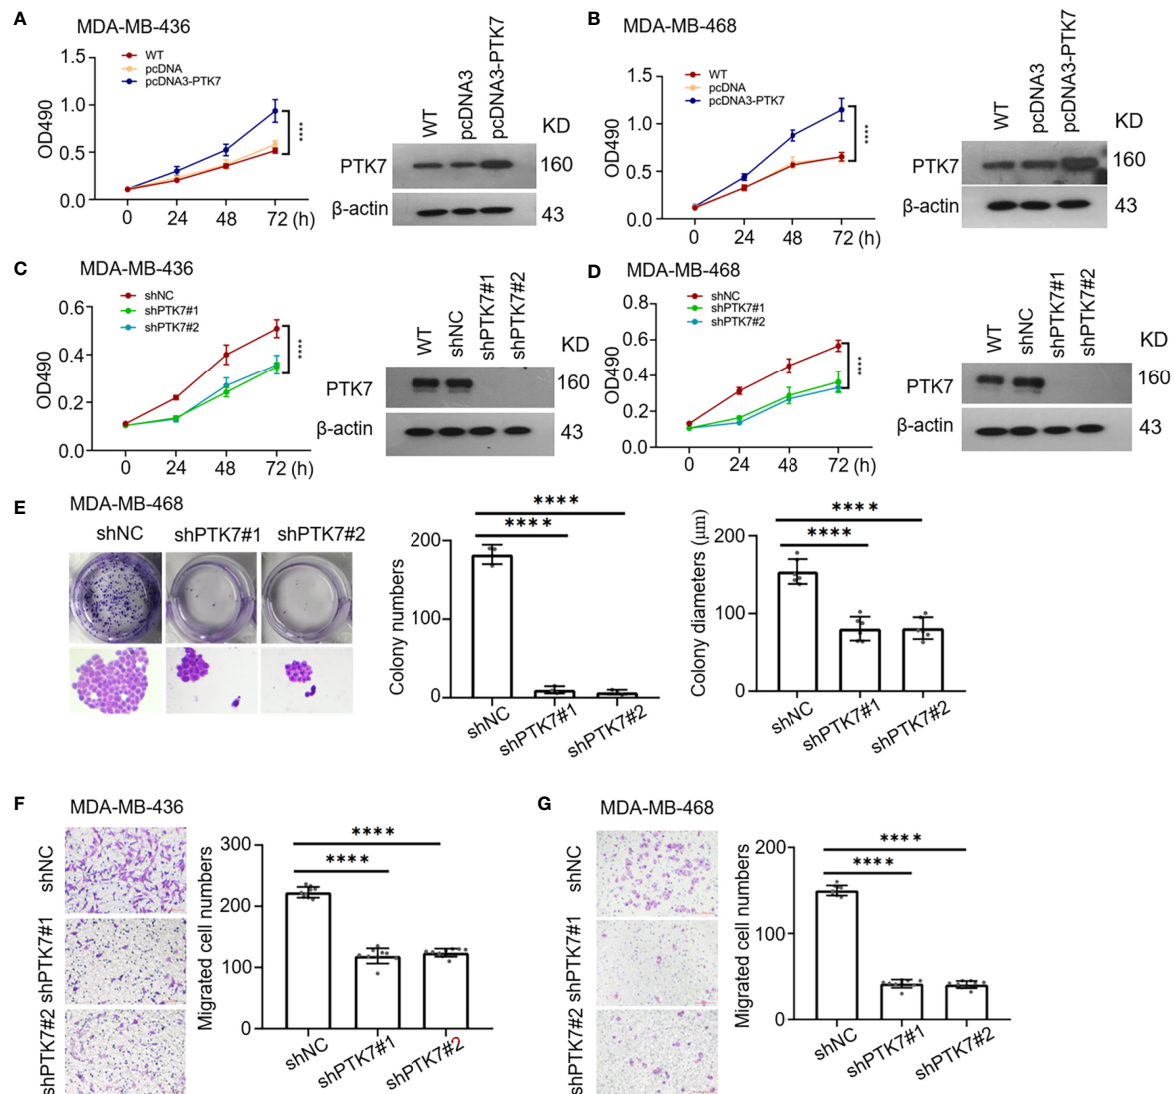 A
MDA-MB-436
WT
pcDNA
pcDNA3-PTK7
OD490
1.5
1.0
0.5
0.0
0 24 48 72 (h)
****
WT pcDNA3 pcDNA3-PTK7
KD
PTK7 160
β-actin 43
B
MDA-MB-468
WT
pcDNA
pcDNA3-PTK7
OD490
1.5
1.0
0.5
0.0
0 24 48 72 (h)
****
WT pcDNA3 pcDNA3-PTK7
KD
PTK7 160
β-actin 43
C
MDA-MB-436
shNC
shPTK7#1
shPTK7#2
OD490
0.6
0.4
0.2
0.0
0 24 48 72 (h)
****
WT shNC shPTK7#1 shPTK7#2
KD
PTK7 160
β-actin 43
D
MDA-MB-468
shNC
shPTK7#1
shPTK7#2
OD490
0.8
0.6
0.4
0.2
0.0
0 24 48 72 (h)
****
WT shNC shPTK7#1 shPTK7#2
KD
PTK7 160
β-actin 43
E
MDA-MB-468
shNC shPTK7#1 shPTK7#2
****
****
Colony numbers
200
100
0
shNC shPTK7#1 shPTK7#2
****
****
Colony diameters (μm)
200
100
0
shNC shPTK7#1 shPTK7#2
F
MDA-MB-436
shNC
shPTK7#1
shPTK7#2
****
****
Migrated cell numbers
300
200
100
0
shNC shPTK7#1 shPTK7#2
G
MDA-MB-468
shNC
shPTK7#1
shPTK7#2
****
****
Migrated cell numbers
200
100
0
shNC shPTK7#1 shPTK7#2